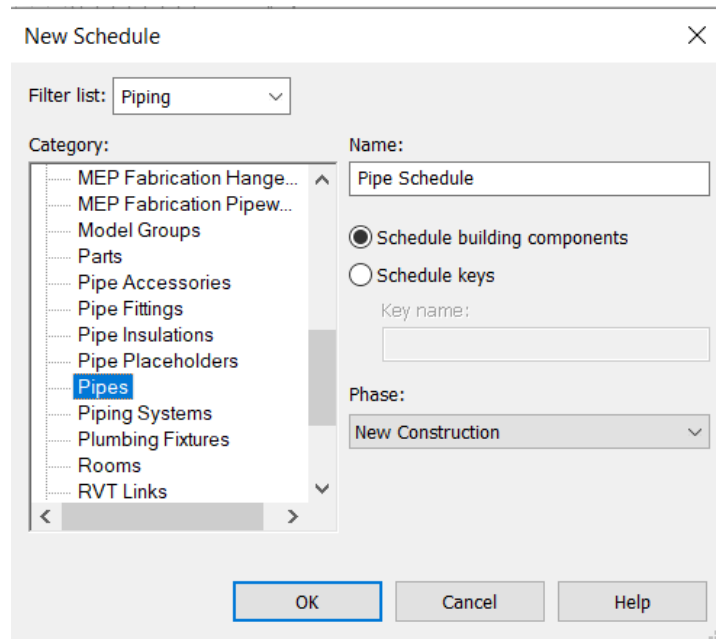 New Schedule
Filter list: Piping
Category:
MEP Fabrication Hange...
MEP Fabrication Pipew...
Model Groups
Parts
Pipe Accessories
Pipe Fittings
Pipe Insulations
Pipe Placeholders
Pipes
Piping Systems
Plumbing Fixtures
Rooms
RVT Links
Name:
Pipe Schedule
Schedule building components
Schedule keys
Key name:
Phase:
New Construction
OK
Cancel
Help